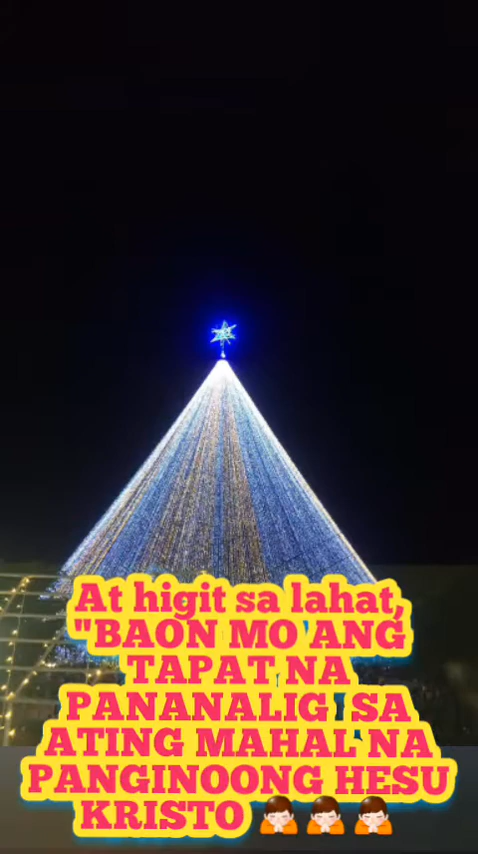 At higit sa lahat,
"BAON MO ANG
TAPAT NA
PANANALIG SA
ATING MAHAL NA
PANGINOONG HESU
KRISTO 🙏🙏🙏